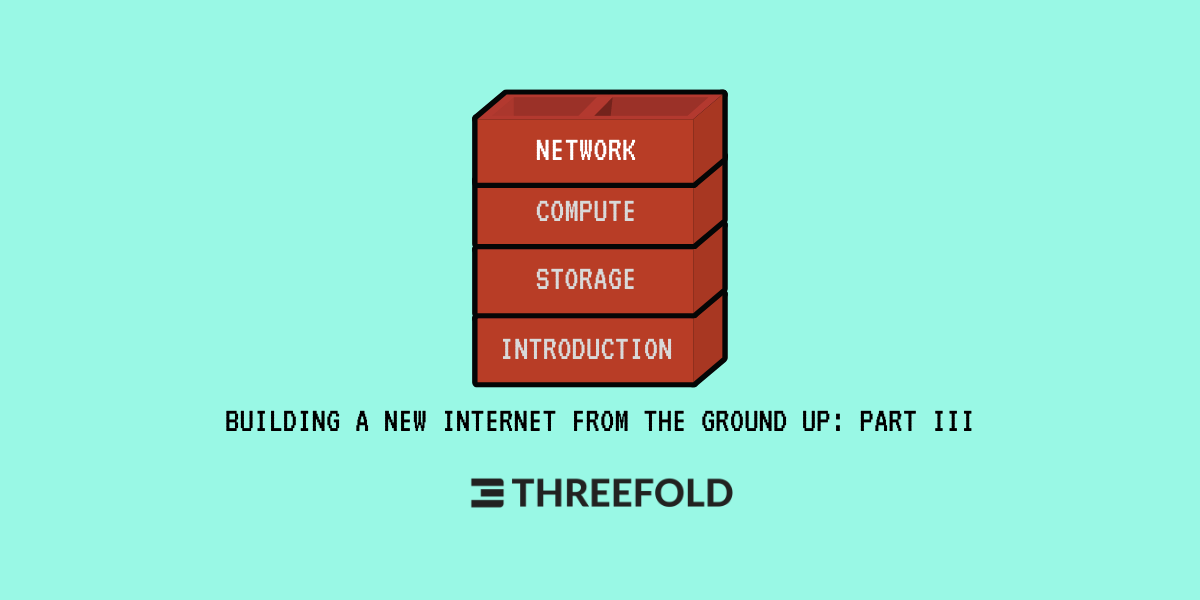 NETWORK
COMPUTE
STORAGE
INTRODUCTION
BUILDING A NEW INTERNET FROM THE GROUND UP: PART III
THREEFOLD